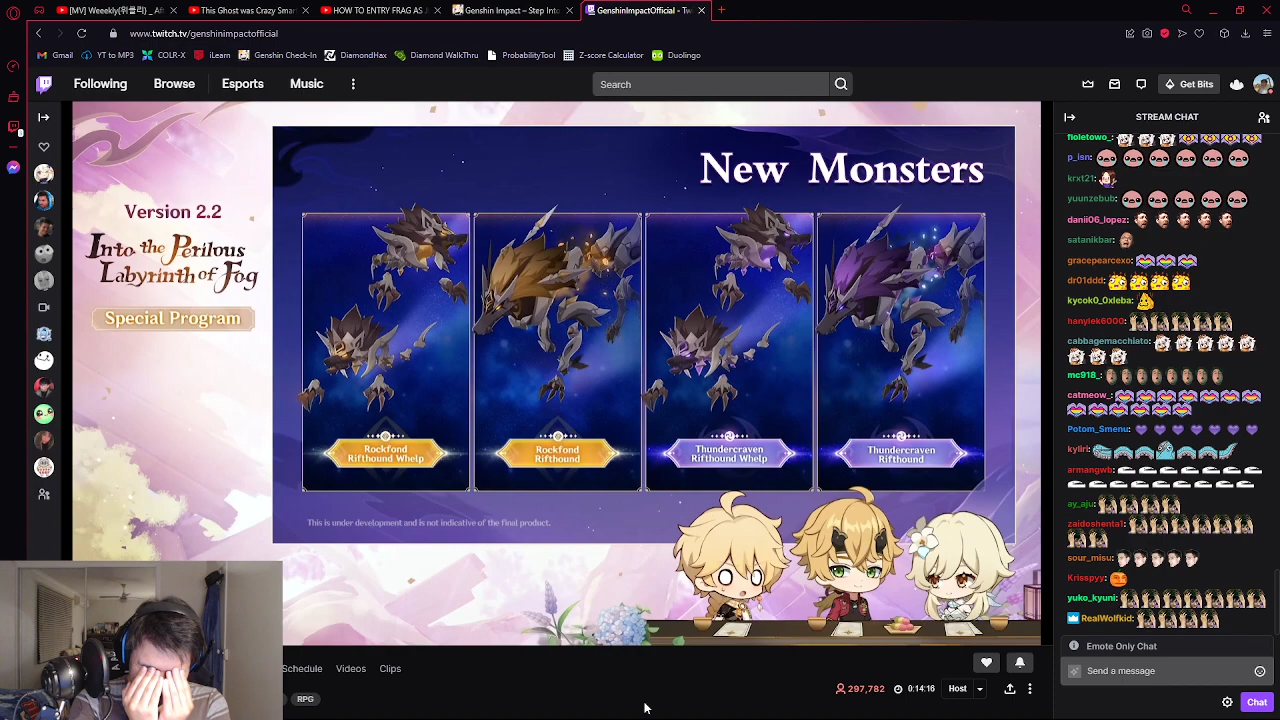 [MV] Weeekly(위클리) _ Aft
This Ghost was Crazy Smar
HOW TO ENTRY FRAG AS J
Genshin Impact – Step Into
GenshinImpactOfficial - Tw
www.twitch.tv/genshinimpactofficial
Gmail
YT to MP3
COLR-X
iLearn
Genshin Check-In
DiamondHax
Diamond WalkThru
ProbabilityTool
Z-score Calculator
Duolingo
Following
Browse
Esports
Music
Search
Get Bits
Version 2.2
Into the Perilous
Labyrinth of Fog
Special Program
New Monsters
Rockfond
Rifthound Whelp
Rockfond
Rifthound
Thundercraven
Rifthound Whelp
Thundercraven
Rifthound
This is under development and is not indicative of the final product.
STREAM CHAT
fioletowo_:
p_isn:
krxt21:
yuunzebub:
danii06_lopez:
satanikbar:
gracepearcexo:
dr01ddd:
kycok0_0xleba:
hanylek6000:
cabbagemacchiato:
mc918_:
catmeow_:
Potom_Smenu:
kyliri:
armangwb:
ay_aju:
zaidoshenta1:
sour_misu:
Krisspyy:
yuko_kyuni:
RealWolfkid:
Emote Only Chat
Send a message
Chat
Schedule
Videos
Clips
RPG
297,782
0:14:16
Host